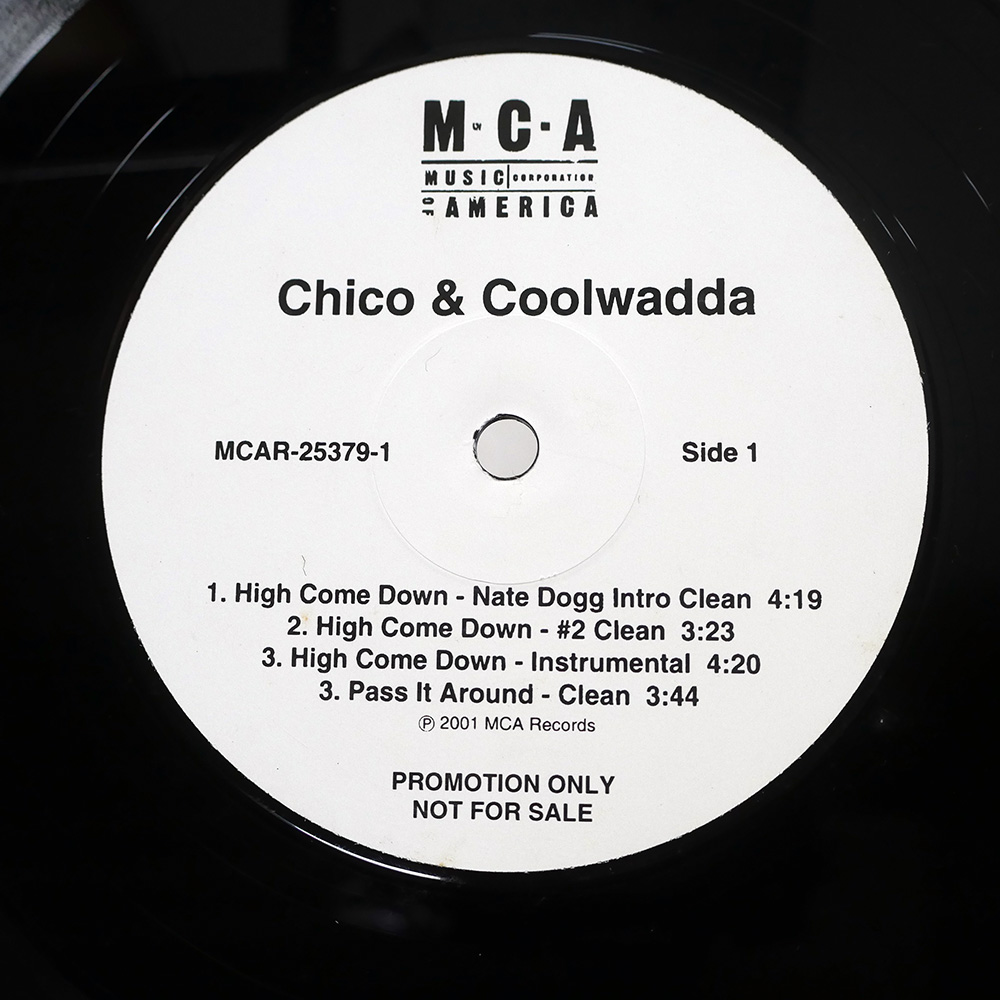 M·C·A
MUSIC CORPORATION
OF AMERICA
Chico & Coolwadda
MCAR-25379-1
Side 1
1. High Come Down - Nate Dogg Intro Clean 4:19
2. High Come Down - #2 Clean 3:23
3. High Come Down - Instrumental 4:20
3. Pass It Around - Clean 3:44
℗ 2001 MCA Records
PROMOTION ONLY
NOT FOR SALE